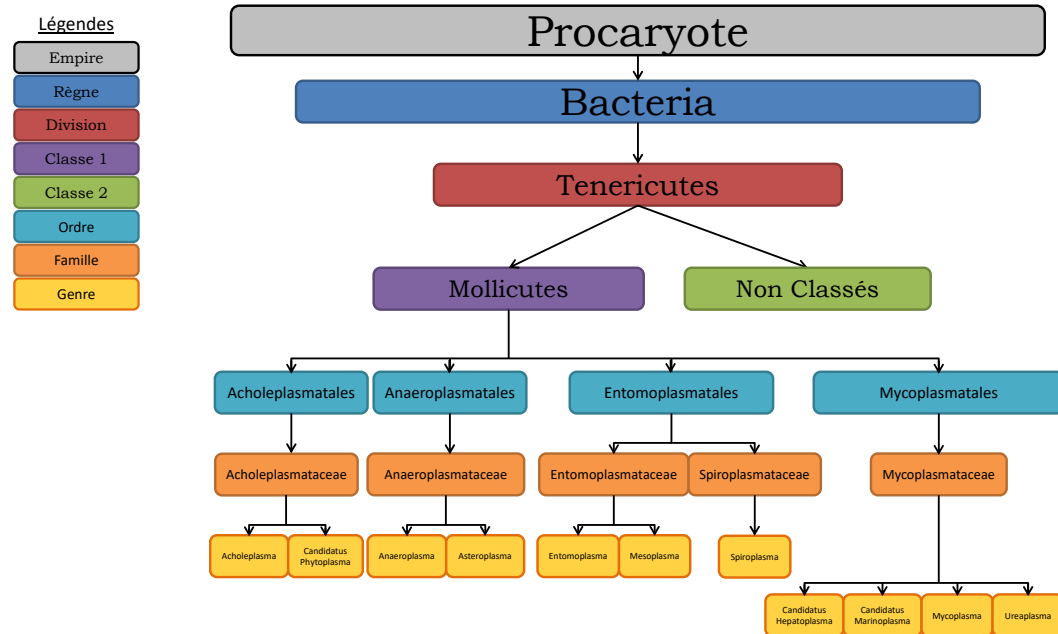 Légendes
Empire
Règne
Division
Classe 1
Classe 2
Ordre
Famille
Genre
Procaryote
Bacteria
Tenericutes
Mollicutes
Non Classés
Acholeplasmatales
Anaeroplasmatales
Entomoplasmatales
Mycoplasmatales
Acholeplasmataceae
Anaeroplasmataceae
Entomoplasmataceae
Spiroplasmataceae
Mycoplasmataceae
Acholeplasma
Candidatus
Phytoplasma
Anaeroplasma
Asteroplasma
Entomoplasma
Mesoplasma
Spiroplasma
Candidatus
Hepatoplasma
Candidatus
Marinoplasma
Mycoplasma
Ureaplasma